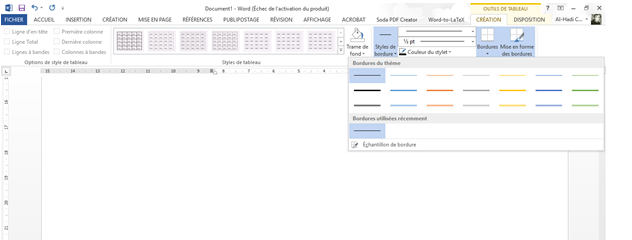 Document1 - Word (Échec de l'activation du produit)
OUTILS DE TABLEAU
FICHIER ACCUEIL INSERTION CRÉATION MISE EN PAGE RÉFÉRENCES PUBLIPOSTAGE RÉVISION AFFICHAGE ACROBAT Soda PDF Creator Word-to-LaTeX CRÉATION DISPOSITION Al-Hadi C...
Ligne d'en-tête Première colonne
Ligne Total Dernière colonne
Lignes à bandes Colonnes à bandes
Options de style de tableau
Styles de tableau
Trame de fond
Styles de bordure
½ pt
Couleur du stylet
Bordures
Mise en forme des bordures
Bordures du thème
Bordures utilisées récemment
Échantillon de bordure